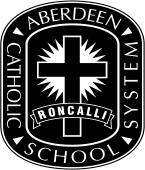 ABERDEEN
CATHOLIC
RONCALLI
SCHOOL
SYSTEM